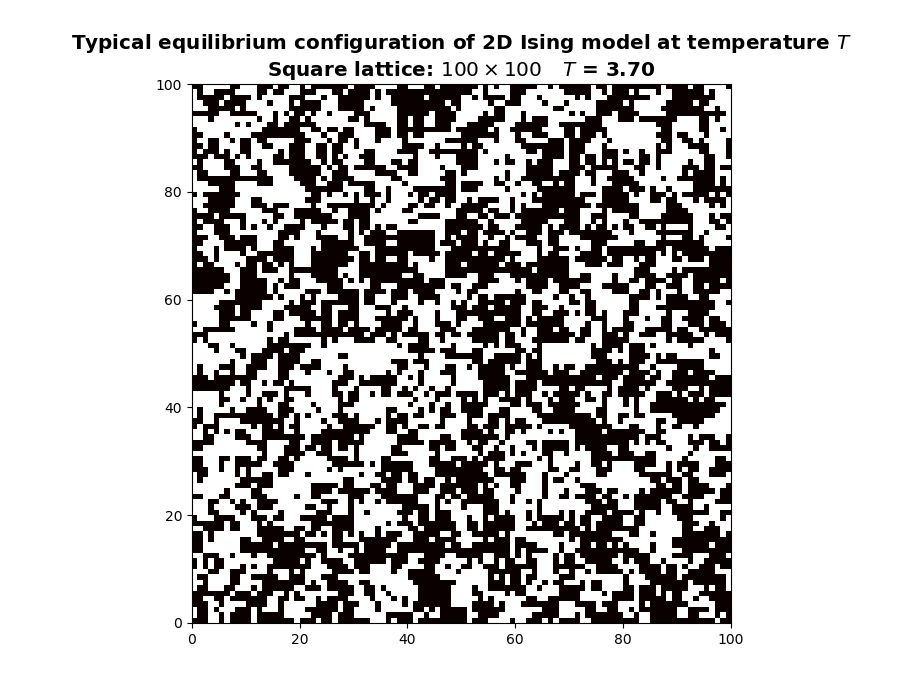 Typical equilibrium configuration of 2D Ising model at temperature T
Square lattice: 100 × 100 T = 3.70
100
80
60
40
20
0
0 20 40 60 80 100